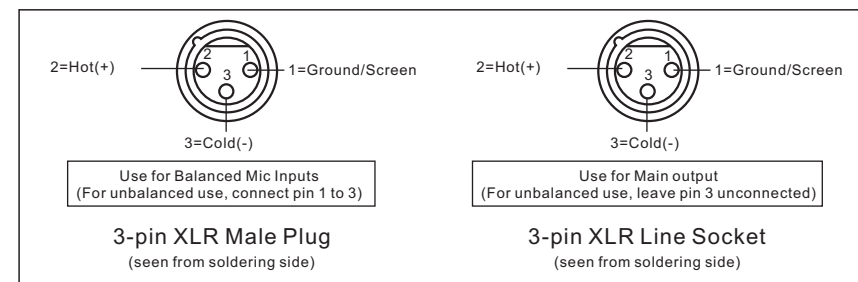 2=Hot(+)
2
1
3
1=Ground/Screen
3=Cold(-)
Use for Balanced Mic Inputs
(For unbalanced use, connect pin 1 to 3)
3-pin XLR Male Plug
(seen from soldering side)
2=Hot(+)
2
1
3
1=Ground/Screen
3=Cold(-)
Use for Main output
(For unbalanced use, leave pin 3 unconnected)
3-pin XLR Line Socket
(seen from soldering side)